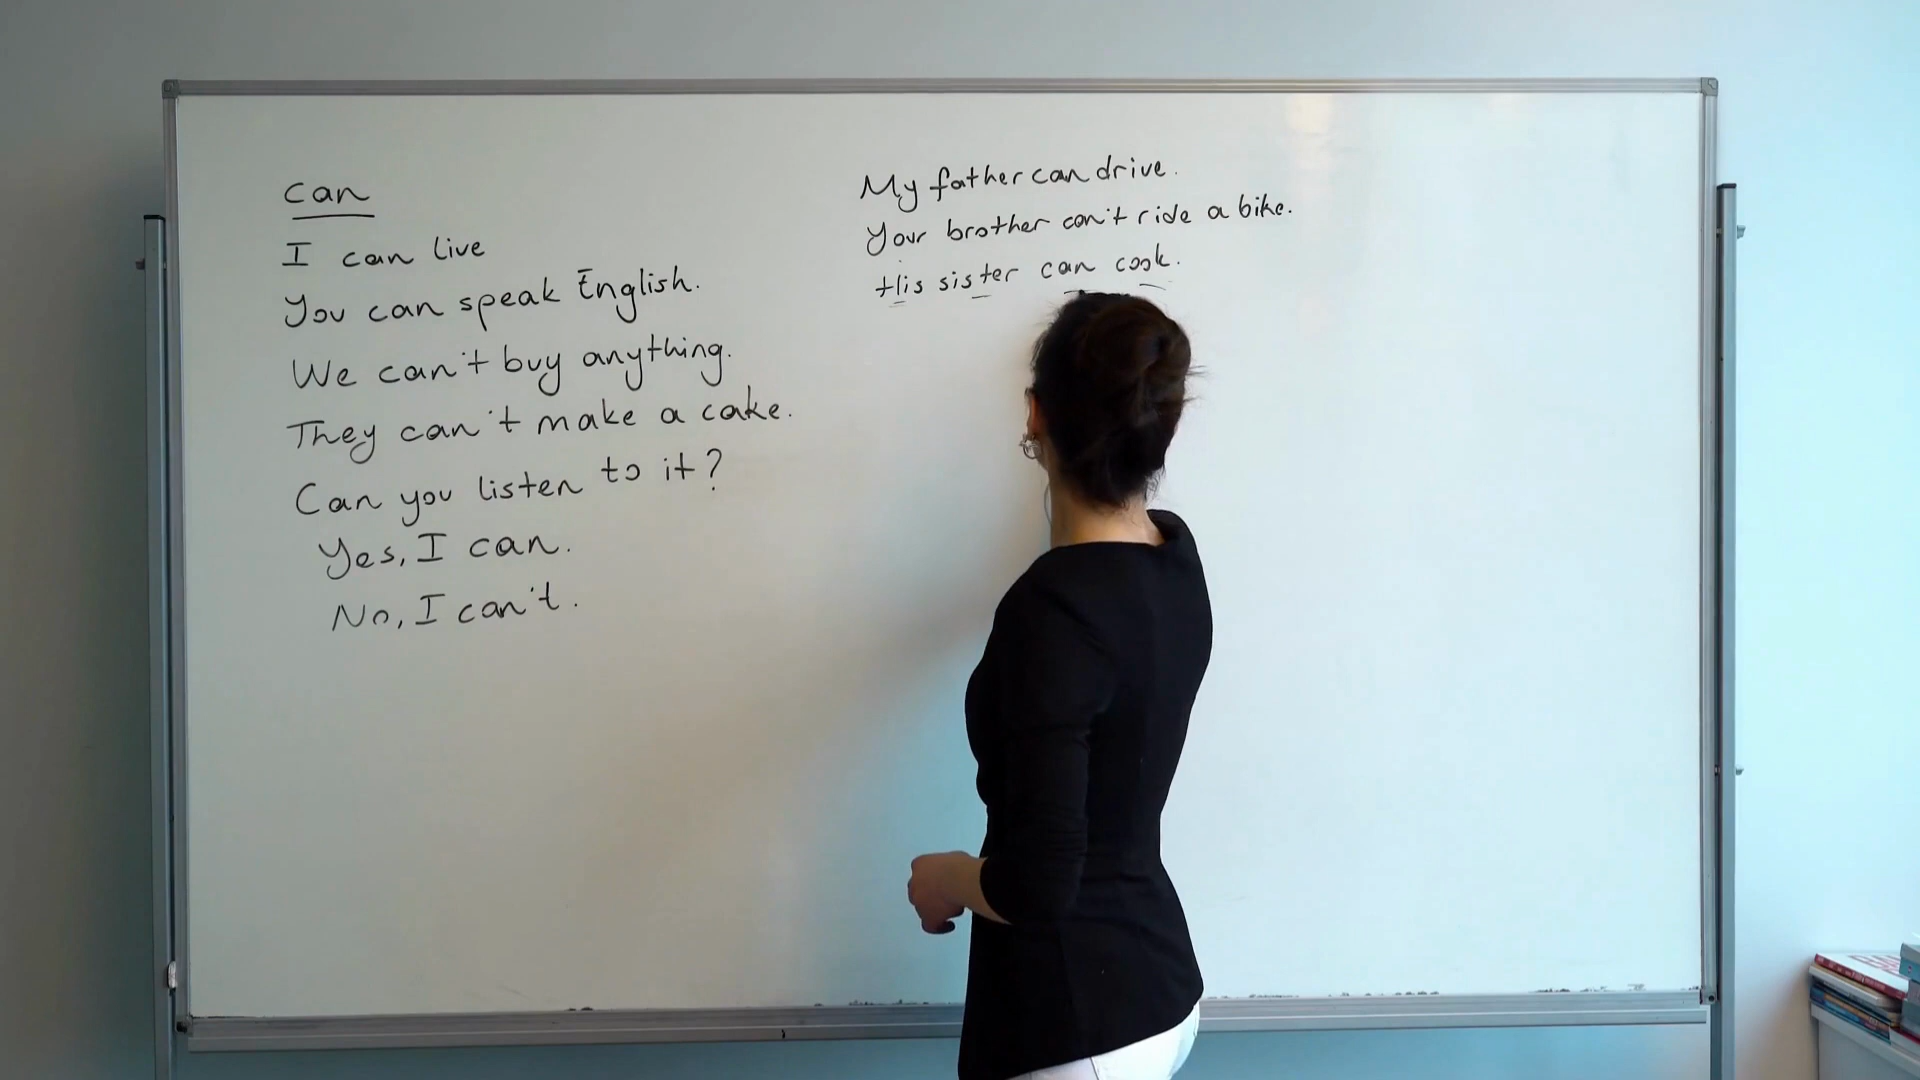 can
I can live
You can speak English.
We can't buy anything.
They can't make a cake.
Can you listen to it?
Yes, I can.
No, I can't.
My father can drive.
Your brother can't ride a bike.
His sister can cook.